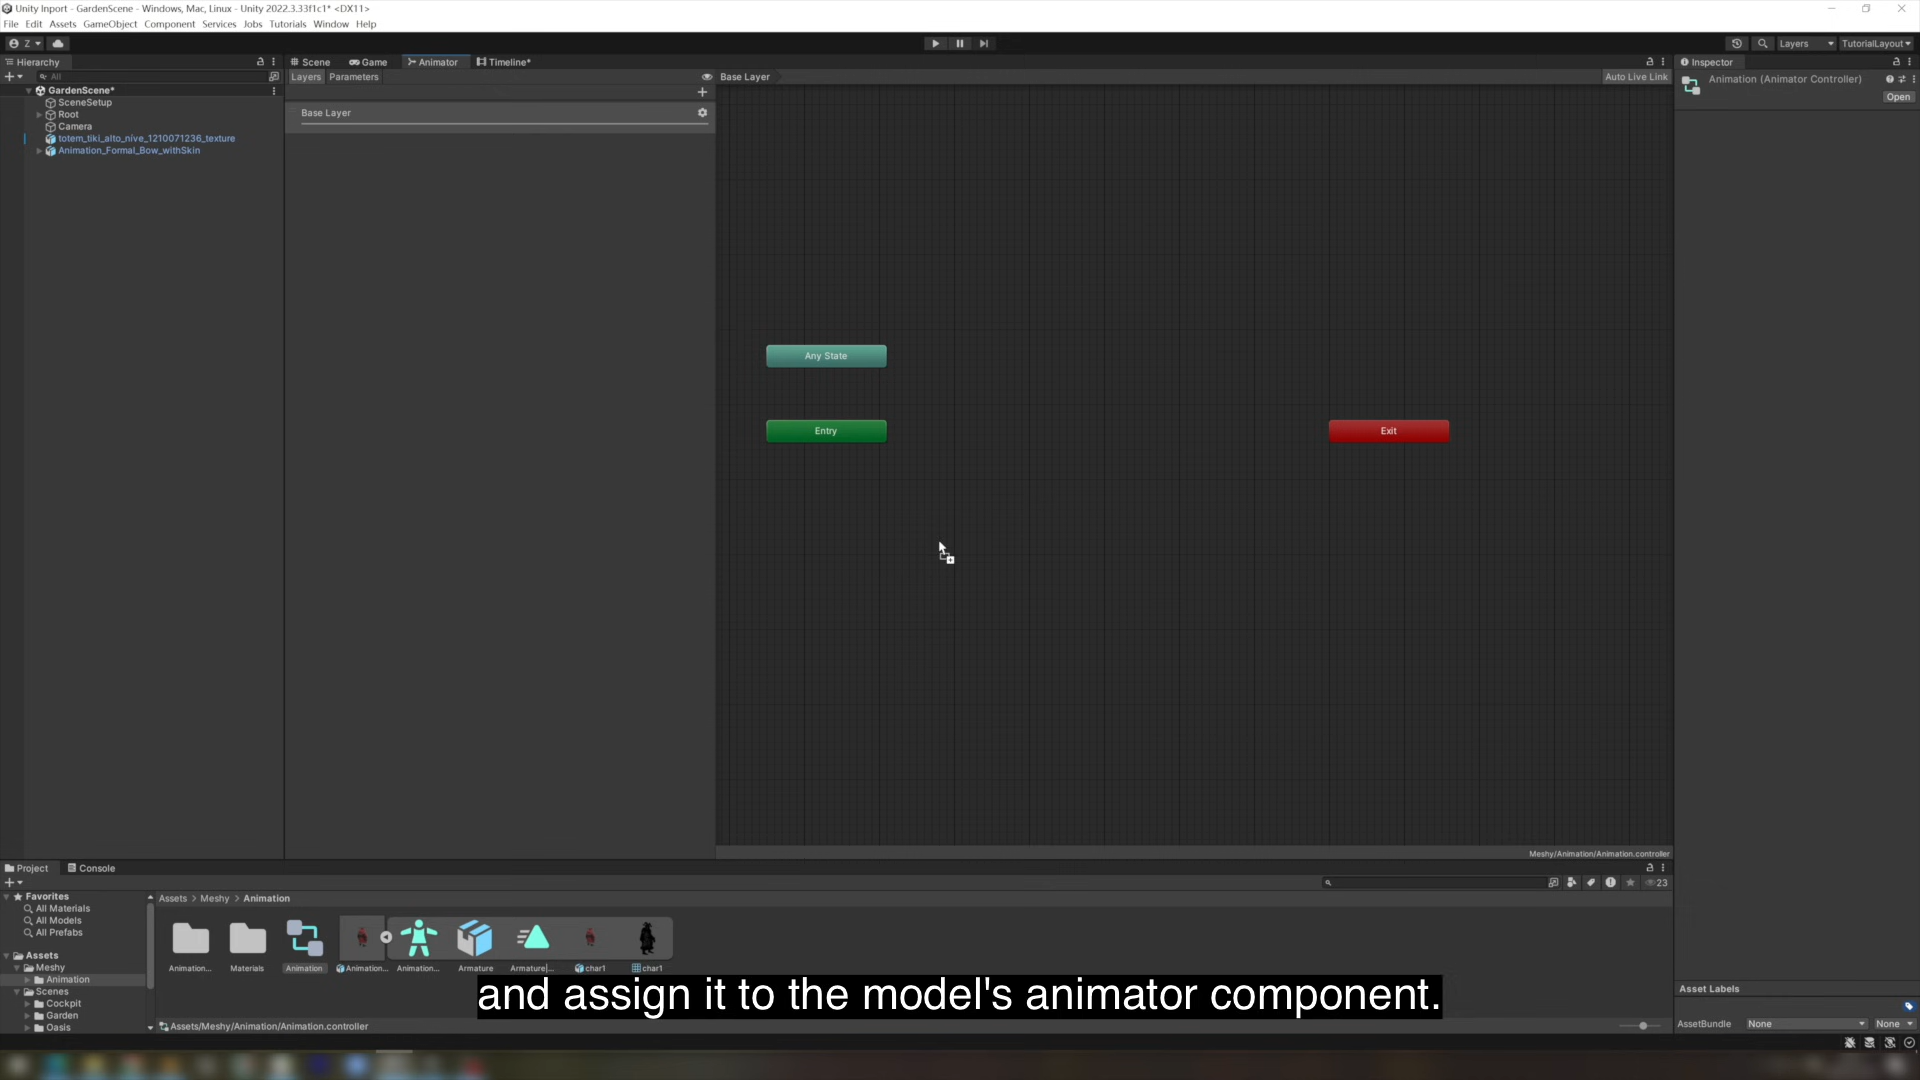 Unity Inport - GardenScene - Windows, Mac, Linux - Unity 2022.3.33f1c1* <DX11>
File Edit Assets GameObject Component Services Jobs Tutorials Window Help
Z
Layers
TutorialLayout
Hierarchy
Scene
Game
Animator
Timeline*
Inspector
All
Layers
Parameters
Base Layer
Auto Live Link
Animation (Animator Controller)
Open
GardenScene*
SceneSetup
Root
Camera
totem_tiki_alto_níve_1210071236_texture
Animation_Formal_Bow_withSkin
Base Layer
Any State
Entry
Exit
Meshy/Animation/Animation.controller
Project
Console
23
Favorites
All Materials
All Models
All Prefabs
Assets
Meshy
Animation
Scenes
Cockpit
Garden
Oasis
Assets > Meshy > Animation
Animation...
Materials
Animation
Animation...
Animation...
Armature
Armature|...
char1
char1
and assign it to the model's animator component.
Assets/Meshy/Animation/Animation.controller
Asset Labels
AssetBundle
None
None